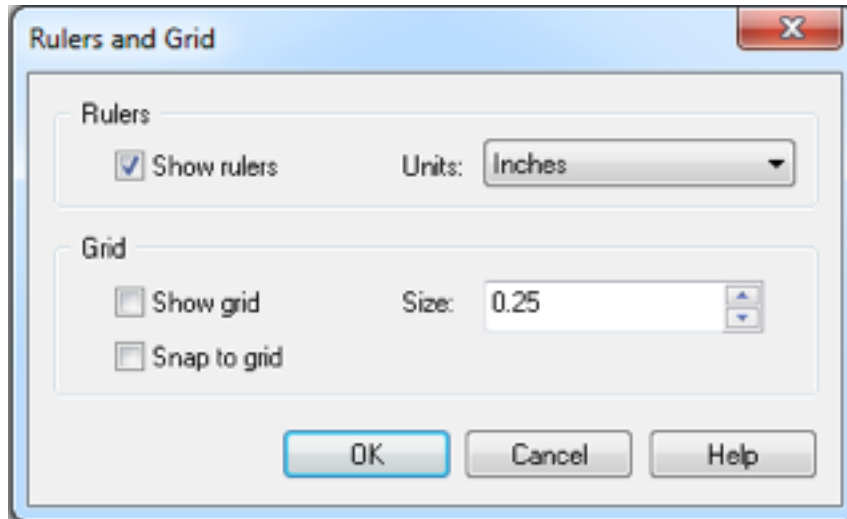 Rulers and Grid
Rulers
Show rulers Units: Inches
Grid
Show grid Size: 0.25
Snap to grid
OK Cancel Help